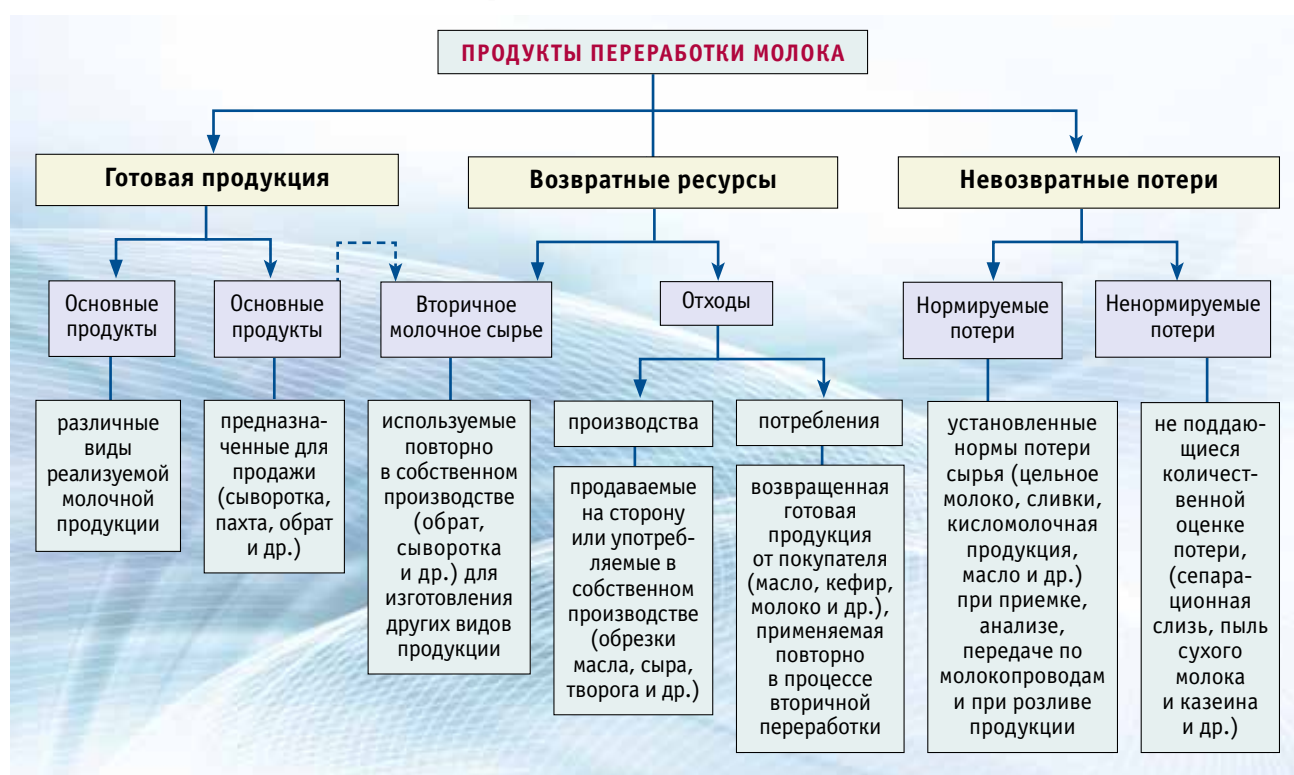 ПРОДУКТЫ ПЕРЕРАБОТКИ МОЛОКА
Готовая продукция
Возвратные ресурсы
Невозвратные потери
Основные
продукты
Основные
продукты
Вторичное
молочное сырье
Отходы
Нормируемые
потери
Ненормируемые
потери
различные
виды
реализуемой
молочной
продукции
предназна-
ченные для
продажи
(сыворотка,
пахта, обрат
и др.)
используемые
повторно
в собственном
производстве
(обрат,
сыворотка
и др.) для
изготовления
других видов
продукции
производства
продаваемые
на сторону
или употреб-
ляемые в
собственном
производстве
(обрезки
масла, сыра,
творога и др.)
потребления
возвращенная
готовая
продукция
от покупателя
(масло, кефир,
молоко и др.),
применяемая
повторно
в процессе
вторичной
переработки
установленные
нормы потери
сырья (цельное
молоко, сливки,
кисломолочная
продукция,
масло и др.)
при приемке,
анализе,
передаче по
молокопроводам
и при розливе
продукции
не поддаю-
щиеся
количест-
венной
оценке
потери,
(сепара-
ционная
слизь, пыль
сухого
молока
и казеина
и др.)